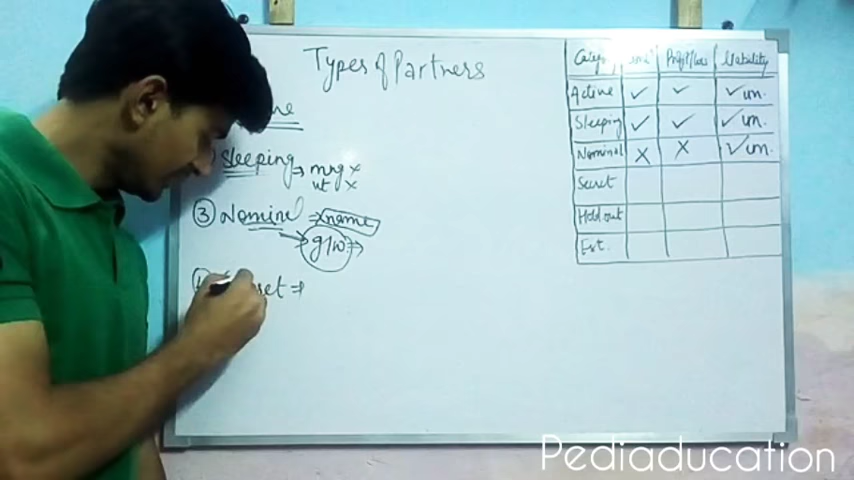 Types of Partners
Sleeping → mng x
wt x
③ Nominal ⇒ name
→ g/w ⇒
Secret ⇒
Category Profit/Loss Liability
Active ✓ ✓ ✓ un.
Sleeping ✓ ✓ ✓ un.
Nominal X X ✓ un.
Secret
Hold out
Est.
Pediaducation